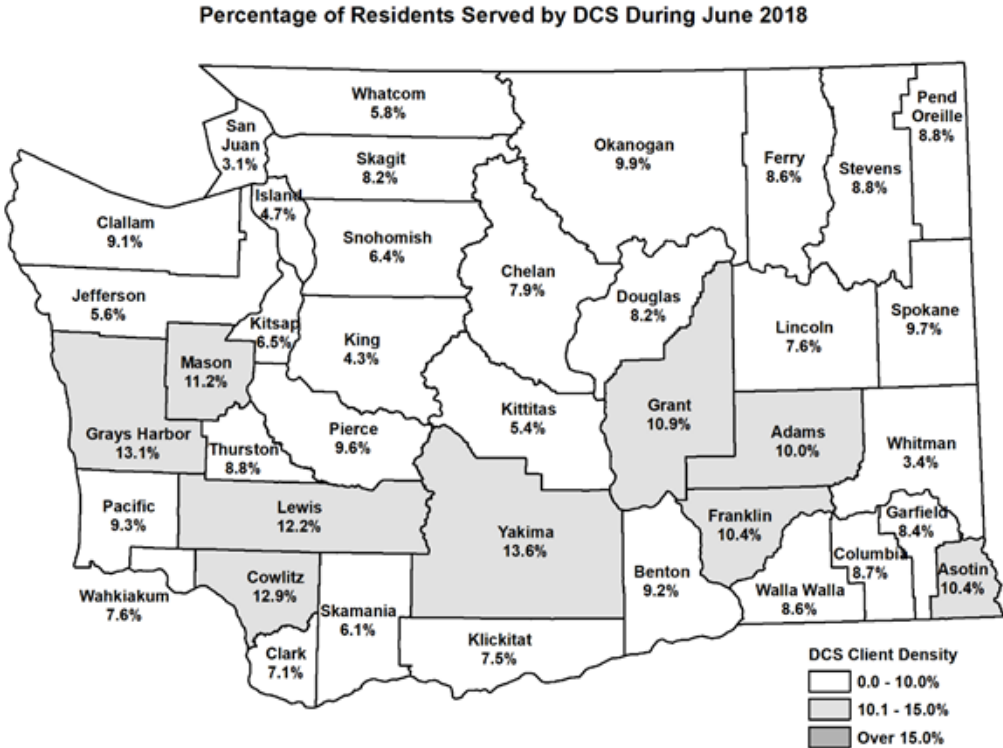 Percentage of Residents Served by DCS During June 2018
Whatcom
5.8%
San
Juan
3.1%
Skagit
8.2%
Island
4.7%
Okanogan
9.9%
Ferry
8.6%
Stevens
8.8%
Pend
Oreille
8.8%
Clallam
9.1%
Snohomish
6.4%
Chelan
7.9%
Douglas
8.2%
Jefferson
5.6%
Kitsap
6.5%
King
4.3%
Lincoln
7.6%
Spokane
9.7%
Mason
11.2%
Grays Harbor
13.1%
Thurston
8.8%
Pierce
9.6%
Kittitas
5.4%
Grant
10.9%
Adams
10.0%
Whitman
3.4%
Pacific
9.3%
Lewis
12.2%
Yakima
13.6%
Franklin
10.4%
Garfield
8.4%
Benton
9.2%
Columbia
8.7%
Asotin
10.4%
Walla Walla
8.6%
Wahkiakum
7.6%
Cowlitz
12.9%
Skamania
6.1%
Clark
7.1%
Klickitat
7.5%
DCS Client Density
0.0 - 10.0%
10.1 - 15.0%
Over 15.0%